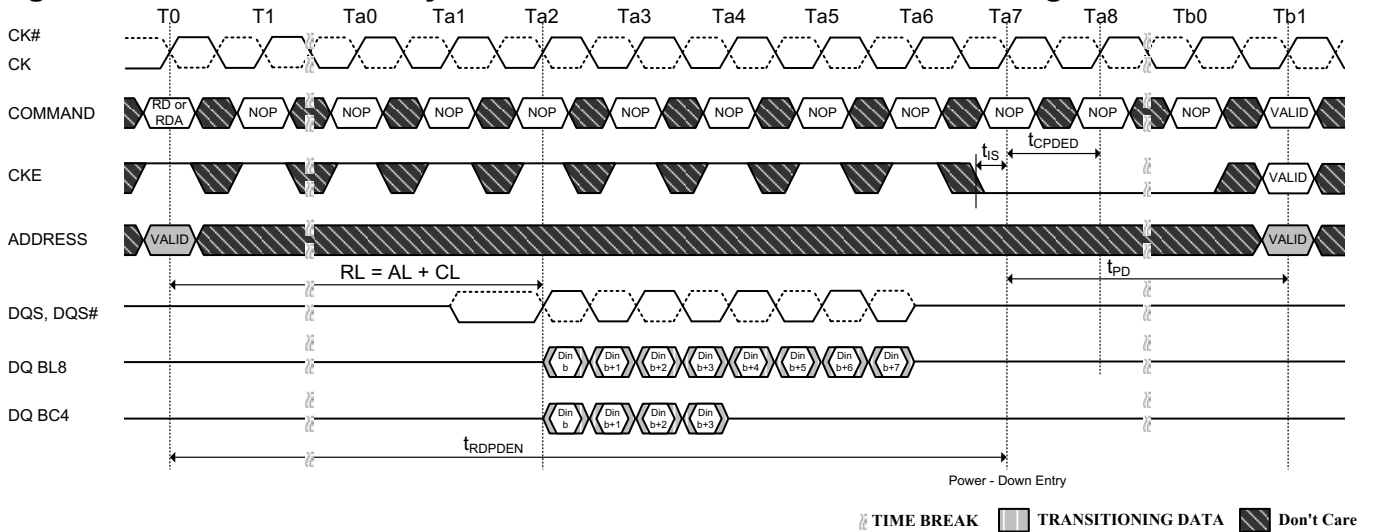 T0 T1 Ta0 Ta1 Ta2 Ta3 Ta4 Ta5 Ta6 Ta7 Ta8 Tb0 Tb1
CK#
CK
COMMAND RD or RDA NOP NOP NOP NOP NOP NOP NOP NOP NOP NOP NOP VALID
tIS tCPDED
CKE VALID
ADDRESS VALID VALID
RL = AL + CL tPD
DQS, DQS#
DQ BL8 Din b Din b+1 Din b+2 Din b+3 Din b+4 Din b+5 Din b+6 Din b+7
DQ BC4 Din b Din b+1 Din b+2 Din b+3
tRDPDEN
Power - Down Entry
TIME BREAK TRANSITIONING DATA Don't Care